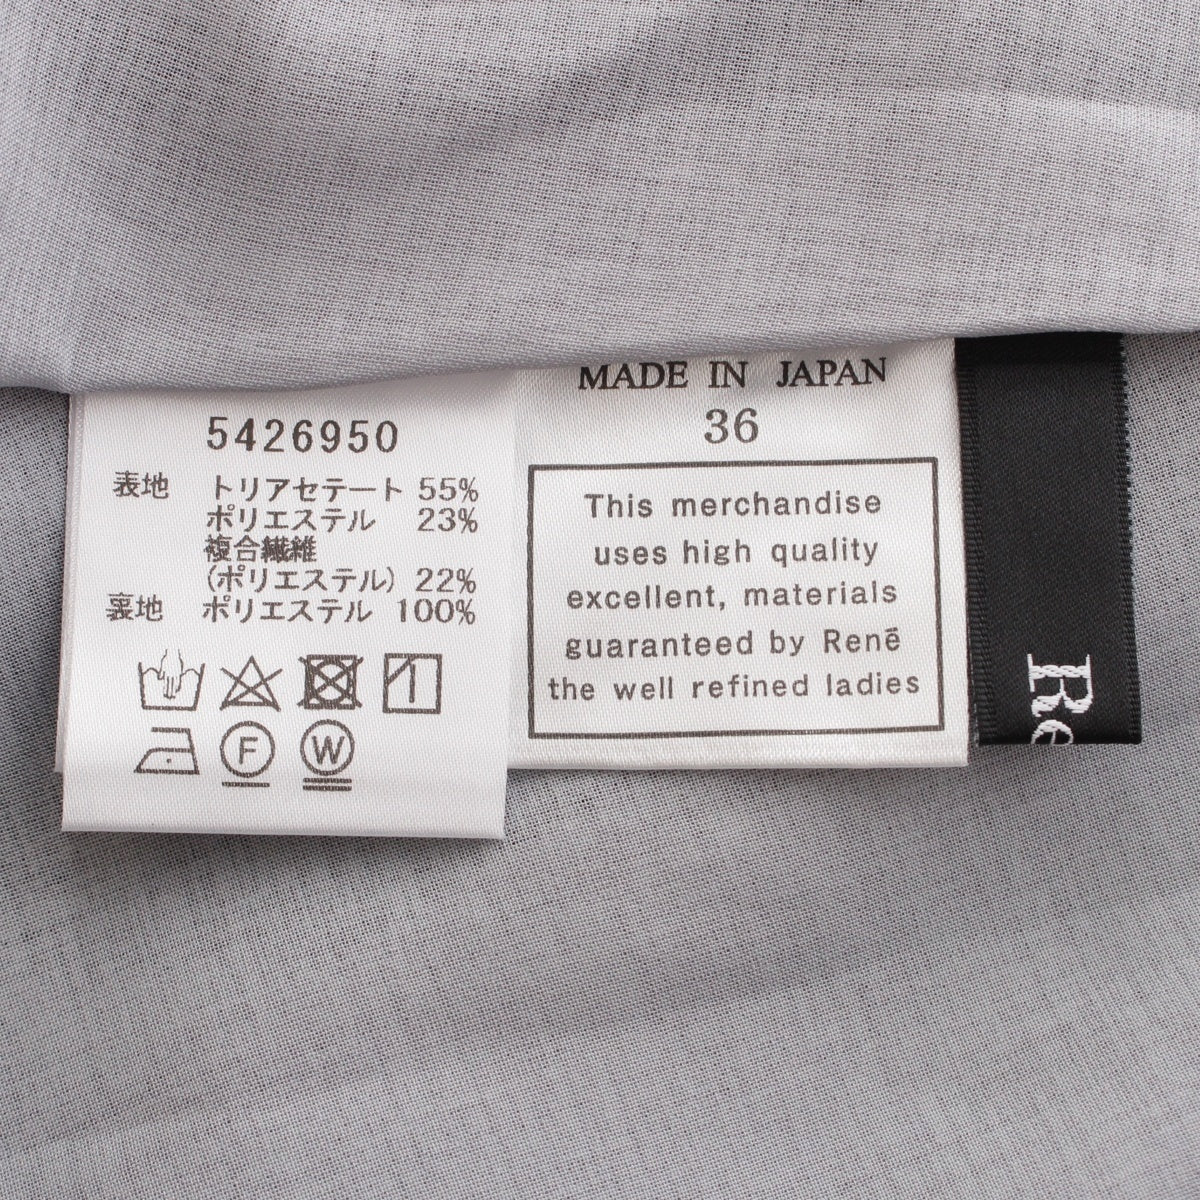 5426950
表地 トリアセテート 55%
ポリエステル 23%
複合繊維
(ポリエステル) 22%
裏地 ポリエステル 100%
F
W
MADE IN JAPAN
36
This merchandise
uses high quality
excellent, materials
guaranteed by Renē
the well refined ladies
Re